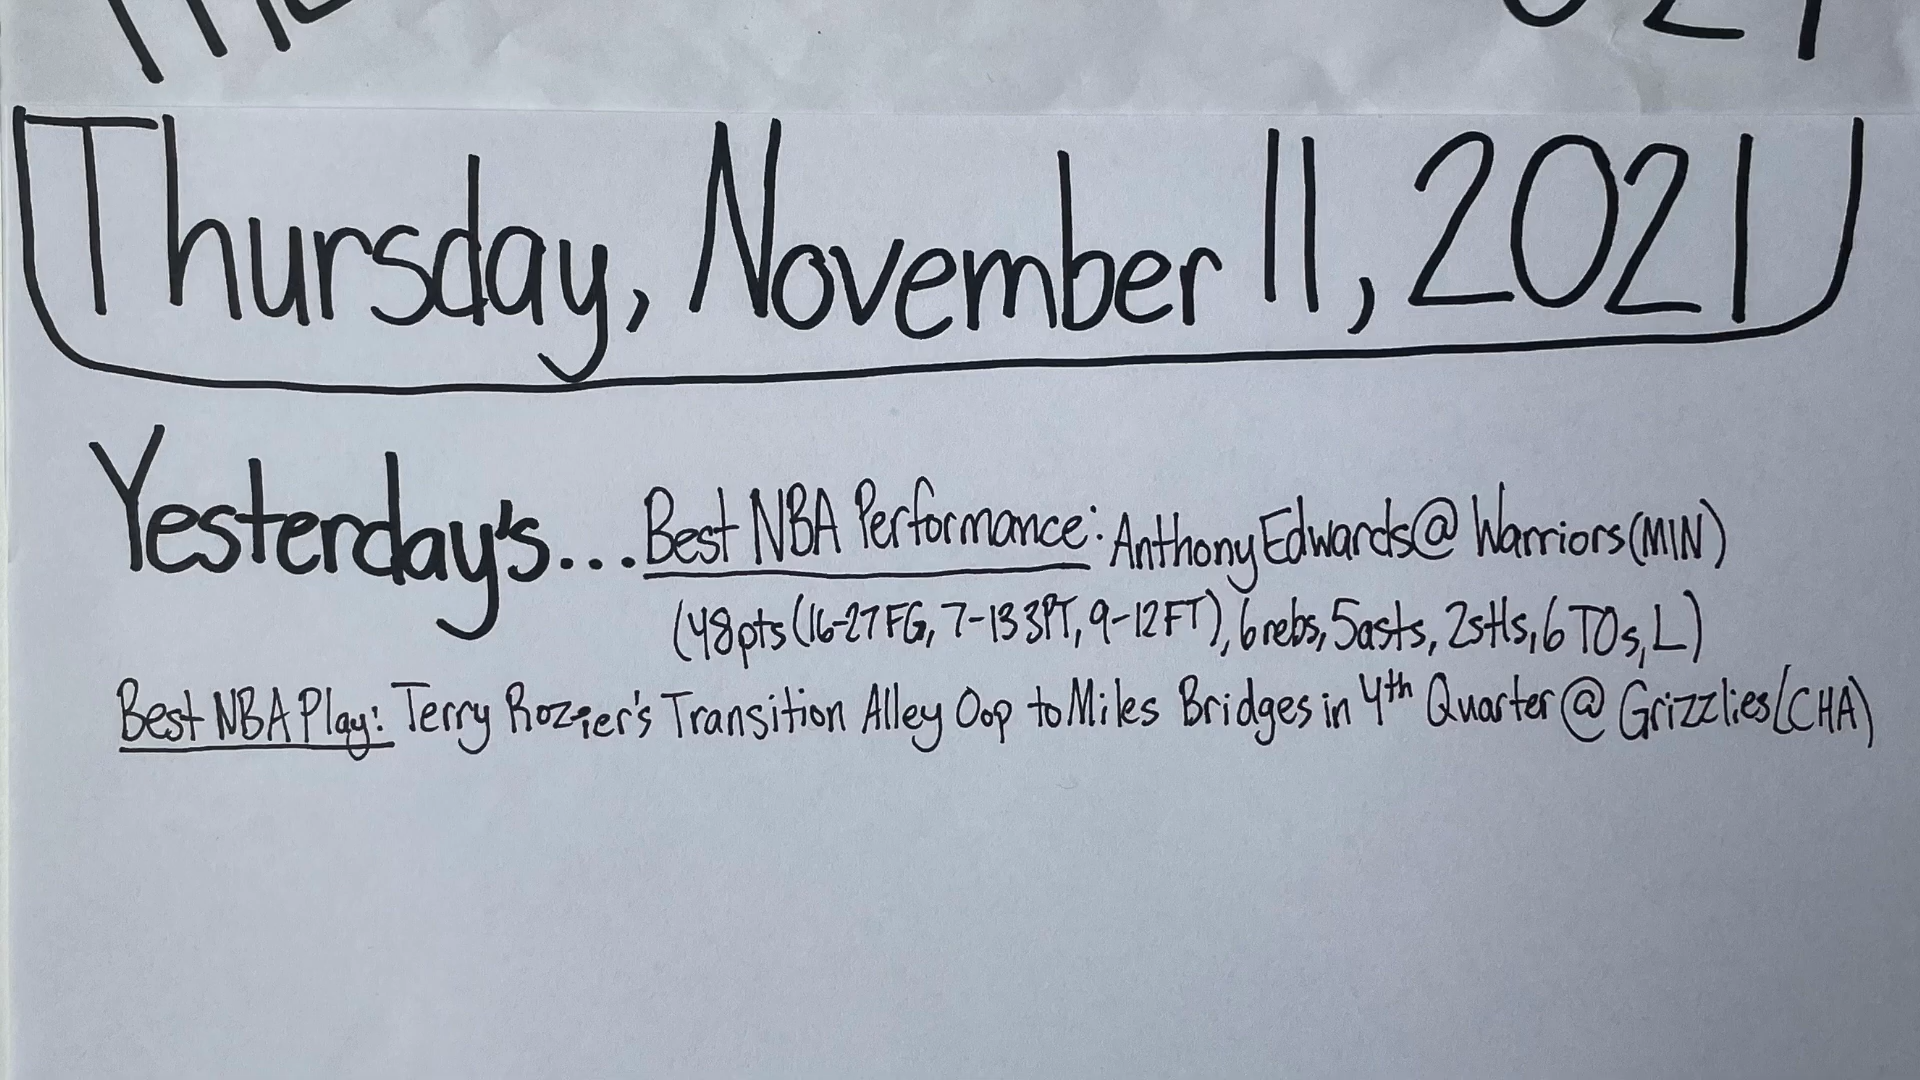 Thursday, November 11, 2021
Yesterday's... Best NBA Performance: Anthony Edwards @ Warriors (MIN)
(48pts (16-27 FG, 7-13 3PT, 9-12 FT), 6 rebs, 5 asts, 2 stls, 6 TOs, L)
Best NBA Play: Terry Rozier's Transition Alley Oop to Miles Bridges in 4th Quarter @ Grizzlies (CHA)